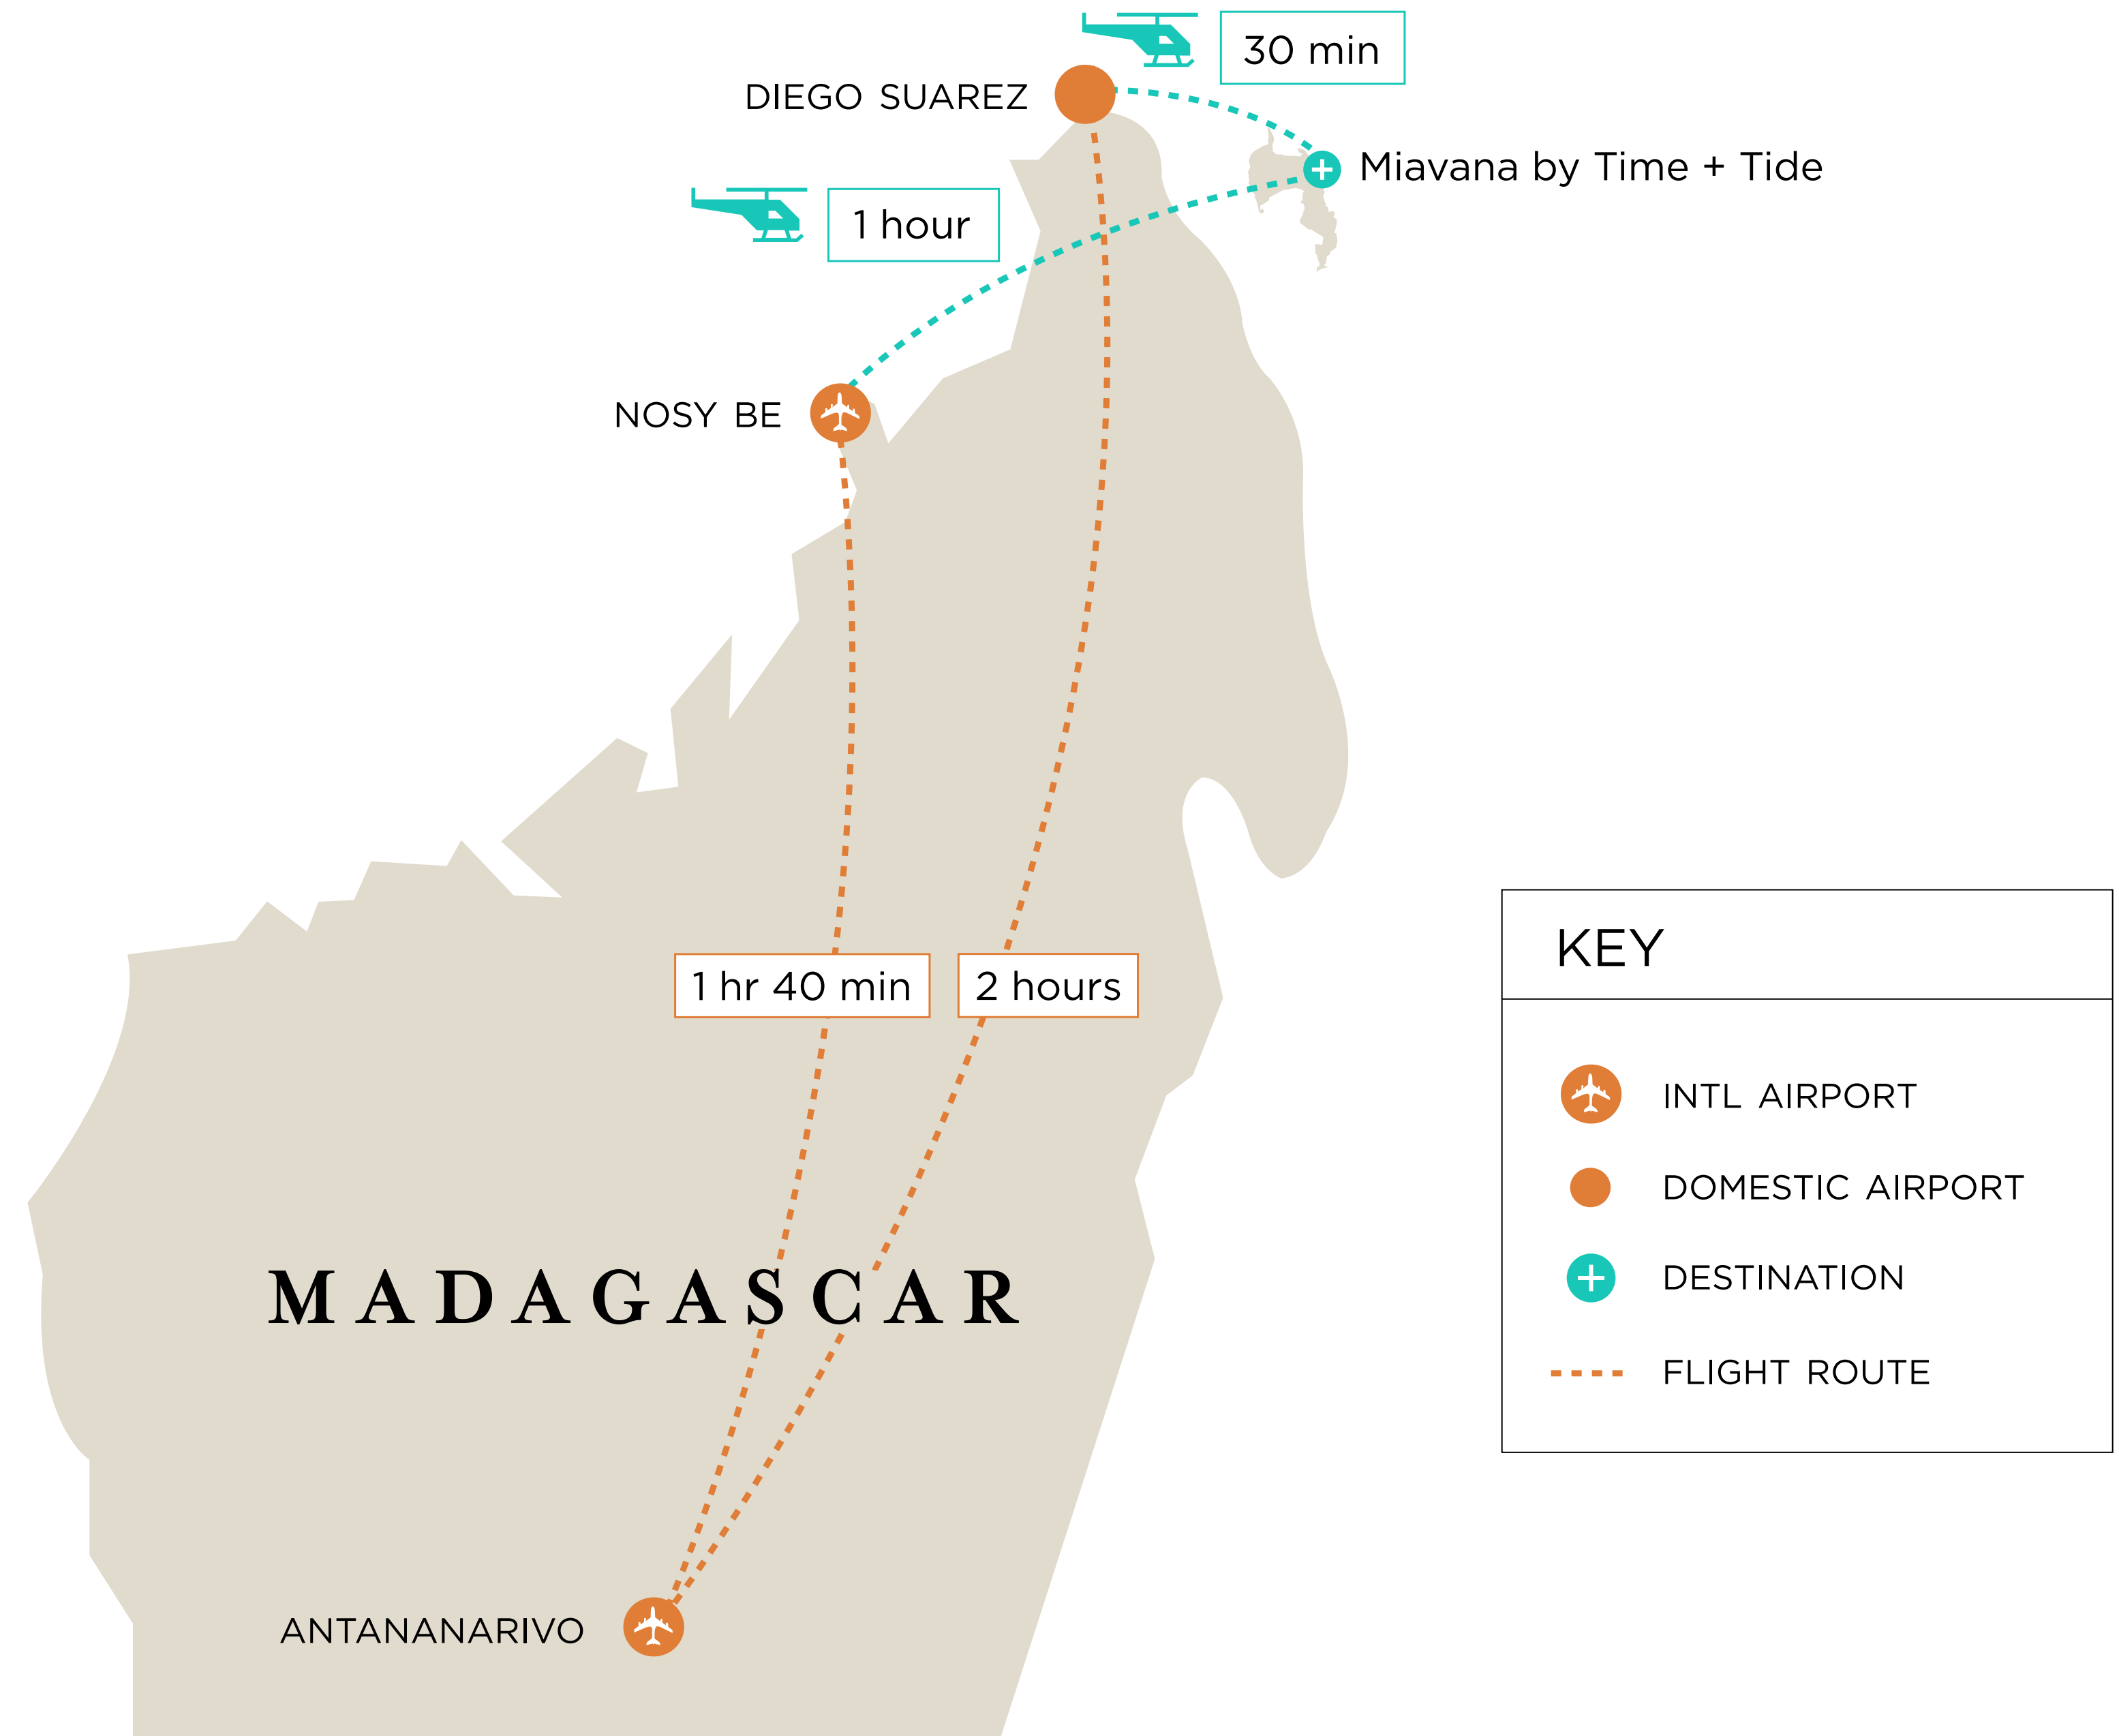 30 min
DIEGO SUAREZ
Miavana by Time + Tide
1 hour
NOSY BE
1 hr 40 min
2 hours
MADAGASCAR
ANTANANARIVO
KEY
INTL AIRPORT
DOMESTIC AIRPORT
DESTINATION
FLIGHT ROUTE